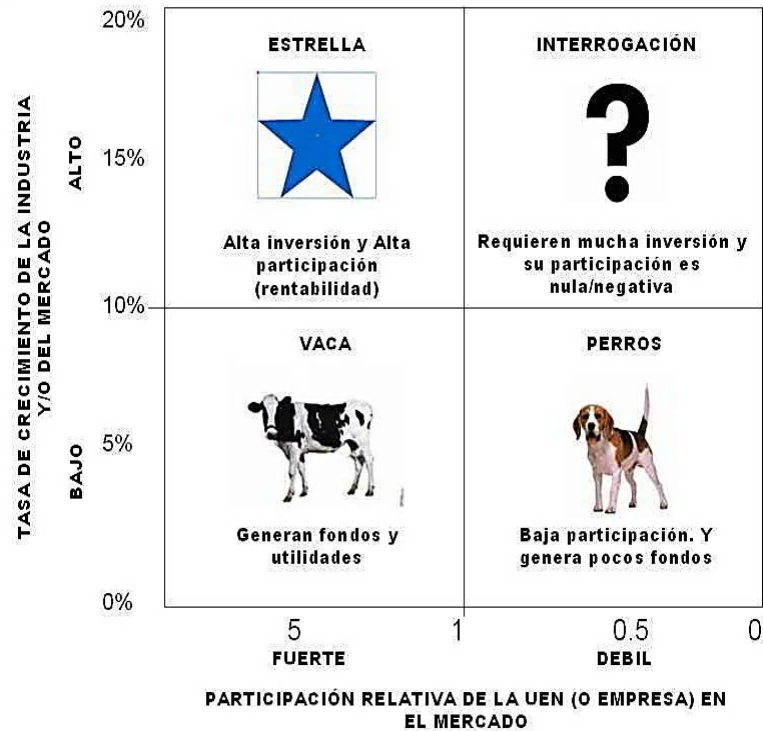 20%
ESTRELLA
INTERROGACIÓN
?
TASA DE CRECIMIENTO DE LA INDUSTRIA
Y/O DEL MERCADO
ALTO
15%
Alta inversión y Alta
participación
(rentabilidad)
Requieren mucha inversión y
su participación es
nula/negativa
10%
VACA
PERROS
BAJO
5%
Generan fondos y
utilidades
Baja participación. Y
genera pocos fondos
0%
5
1
0.5
0
FUERTE
DEBIL
PARTICIPACIÓN RELATIVA DE LA UEN (O EMPRESA) EN
EL MERCADO